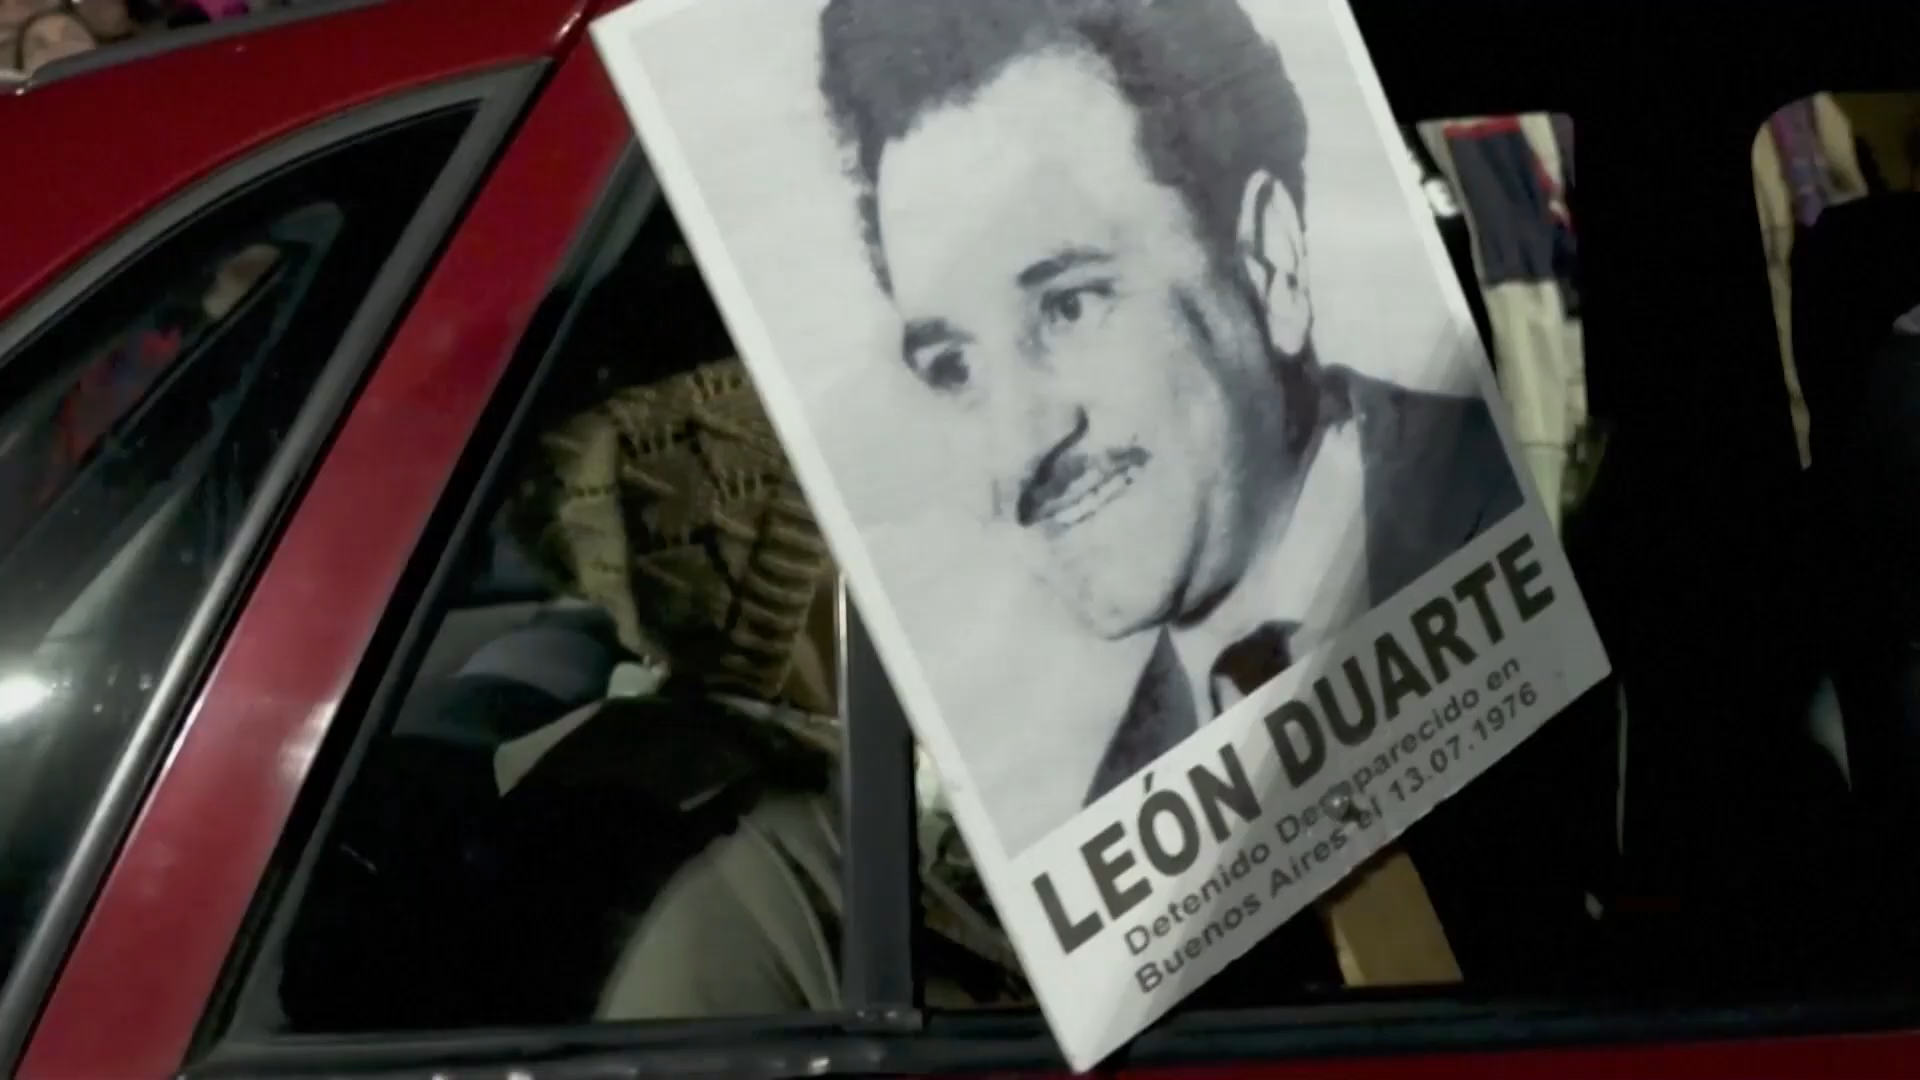 LEÓN DUARTE
Detenido Desaparecido en
Buenos Aires el 13.07.1976